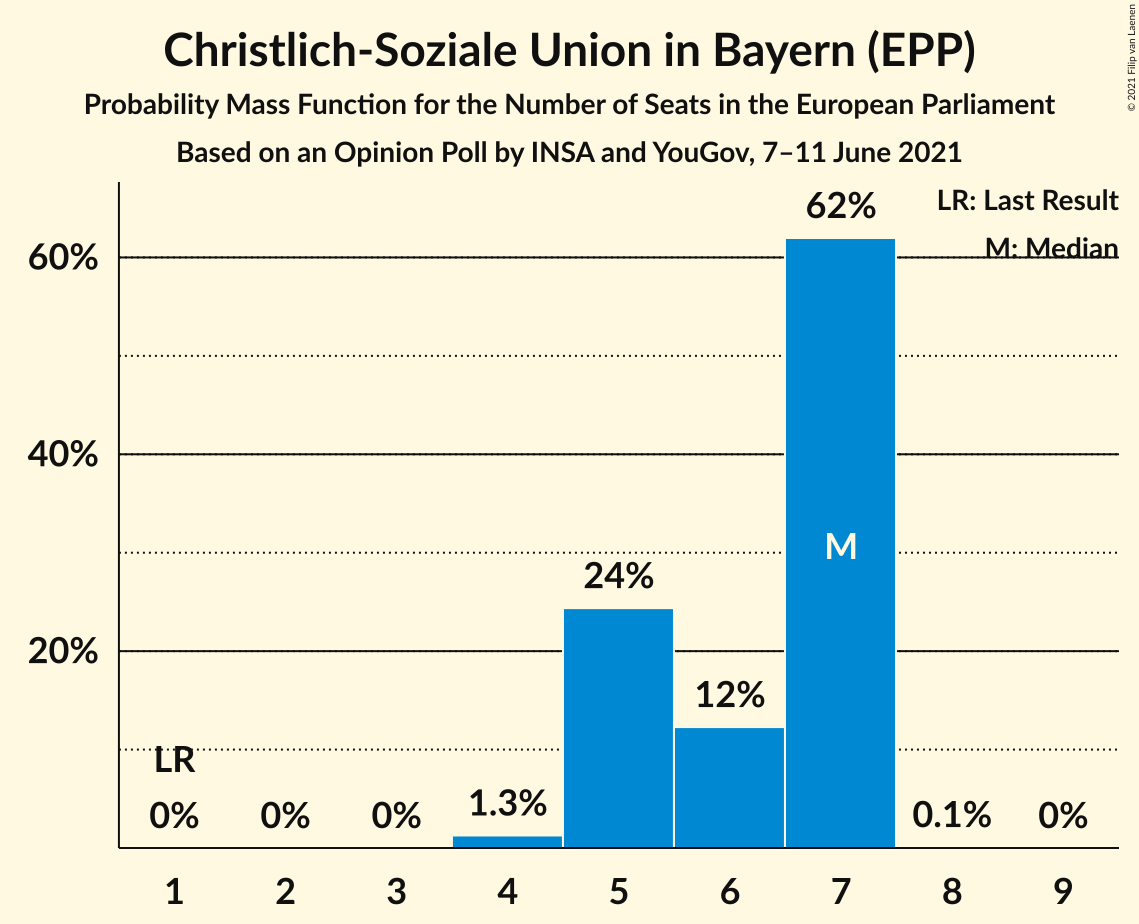 Christlich-Soziale Union in Bayern (EPP)
Probability Mass Function for the Number of Seats in the European Parliament
Based on an Opinion Poll by INSA and YouGov, 7–11 June 2021
© 2021 Filip van Laenen
LR: Last Result
M: Median
60%
40%
20%
LR
0%
0%
0%
1.3%
24%
12%
62%
M
0.1%
0%
1 2 3 4 5 6 7 8 9